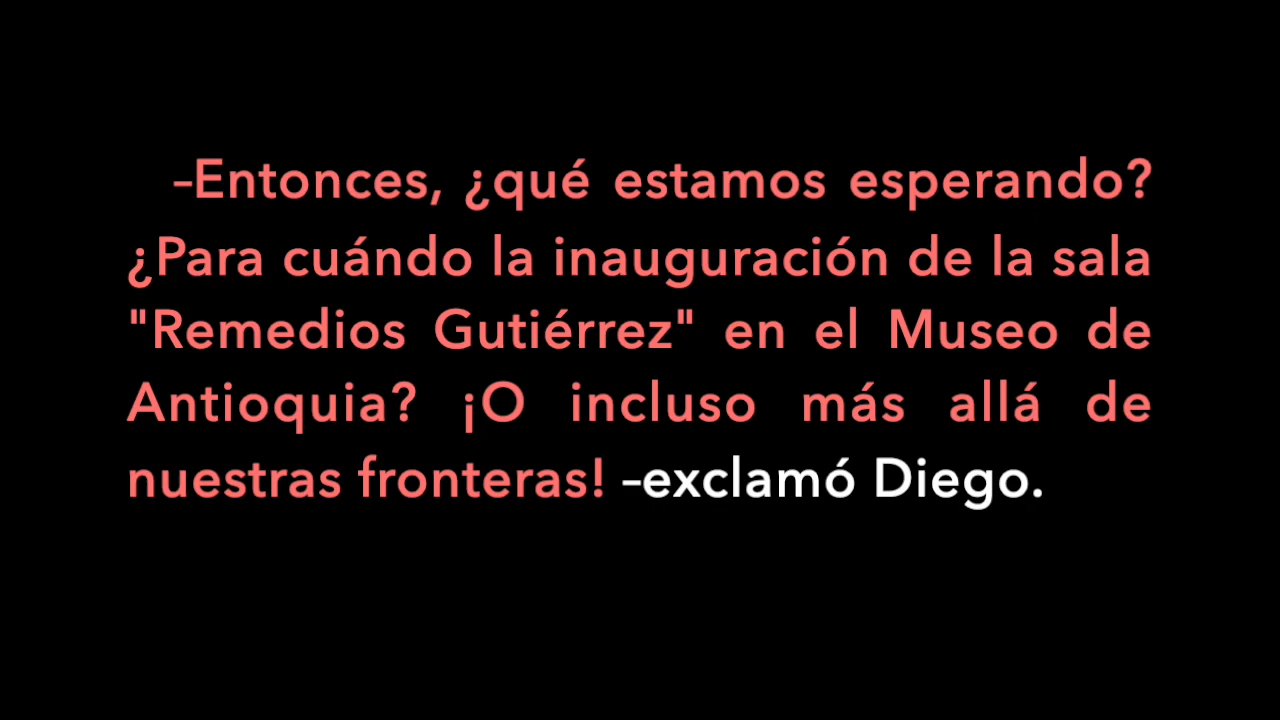 –Entonces, ¿qué estamos esperando?
¿Para cuándo la inauguración de la sala
"Remedios Gutiérrez" en el Museo de
Antioquia? ¡O incluso más allá de
nuestras fronteras! –exclamó Diego.